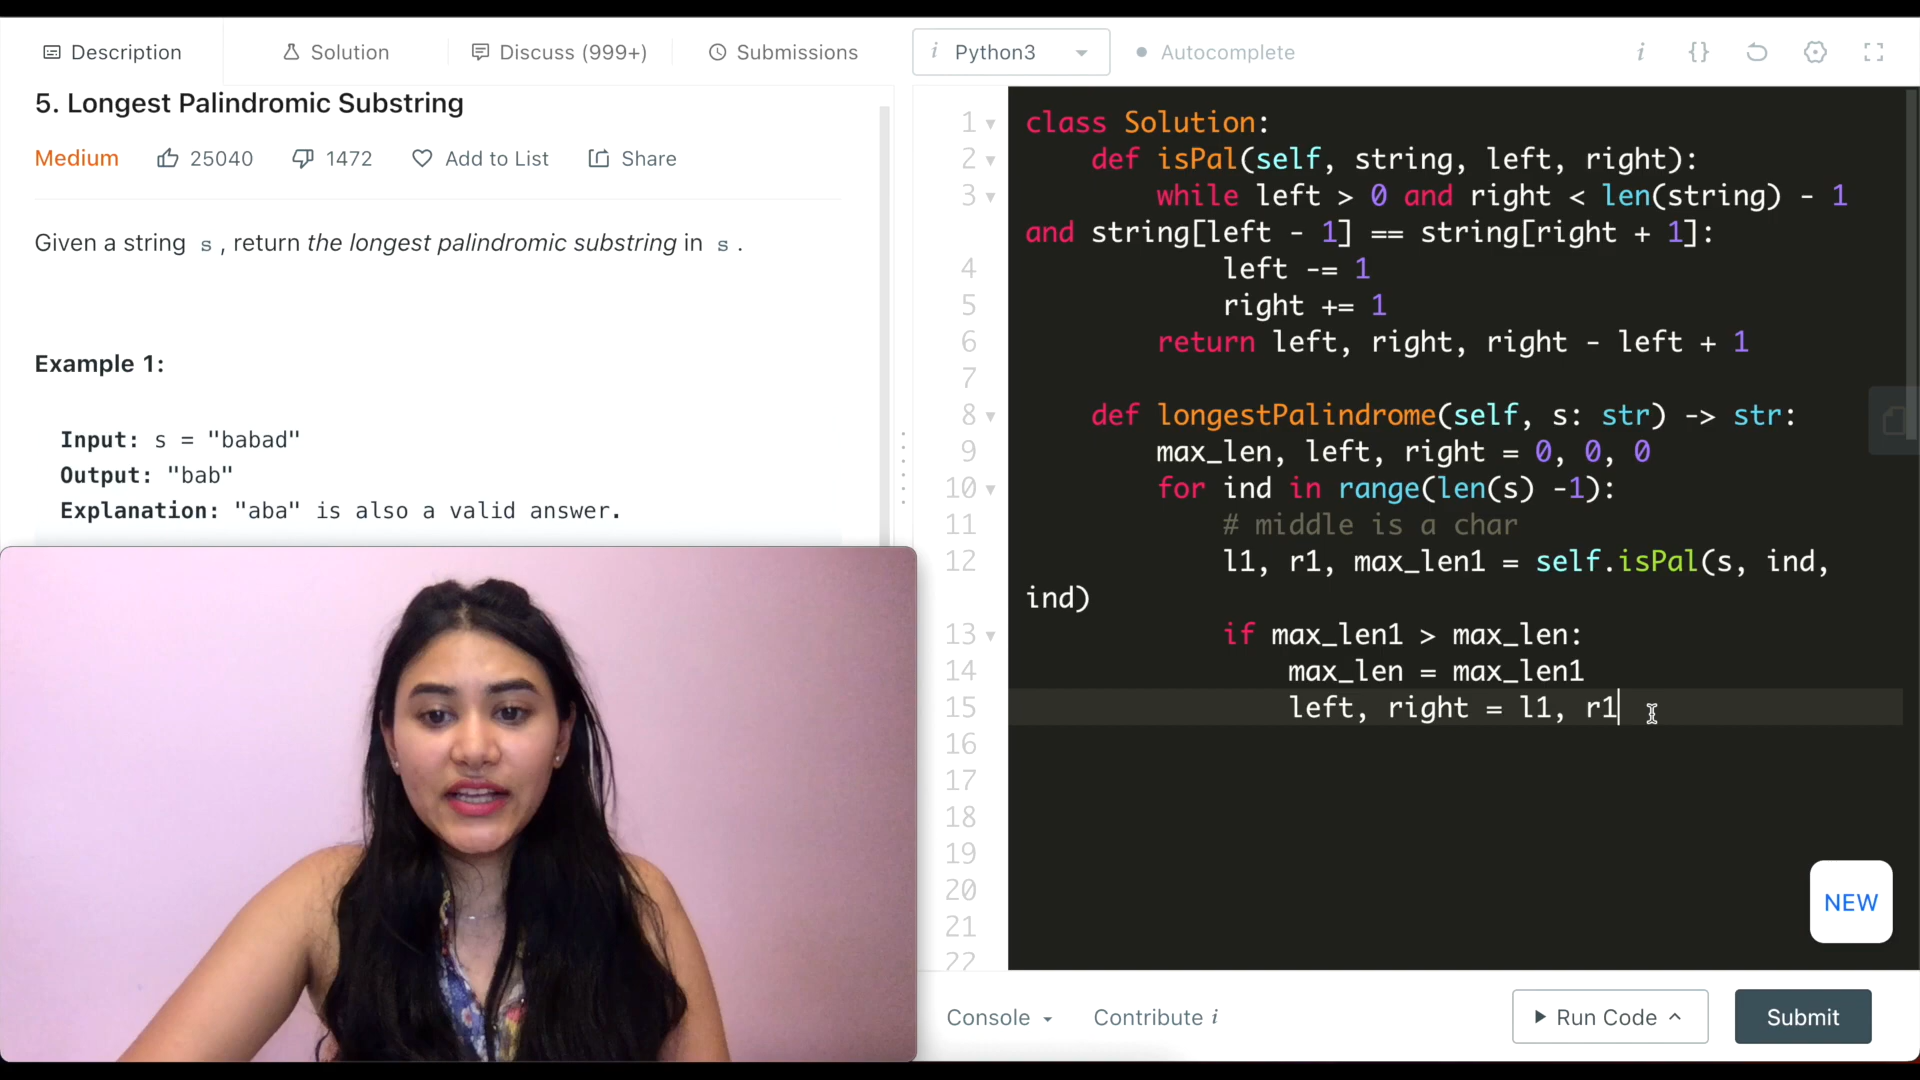 Description
Solution
Discuss (999+)
Submissions
i Python3
Autocomplete
i {}
5. Longest Palindromic Substring
Medium 25040 1472 Add to List Share
Given a string s , return the longest palindromic substring in s .
Example 1:
Input: s = "babad"
Output: "bab"
Explanation: "aba" is also a valid answer.
1 class Solution:
2 def isPal(self, string, left, right):
3 while left > 0 and right < len(string) - 1
and string[left - 1] == string[right + 1]:
4 left -= 1
5 right += 1
6 return left, right, right - left + 1
7
8 def longestPalindrome(self, s: str) -> str:
9 max_len, left, right = 0, 0, 0
10 for ind in range(len(s) -1):
11 # middle is a char
12 l1, r1, max_len1 = self.isPal(s, ind,
ind)
13 if max_len1 > max_len:
14 max_len = max_len1
15 left, right = l1, r1
16
17
18
19
20
21
22
NEW
Console
Contribute i
Run Code
Submit